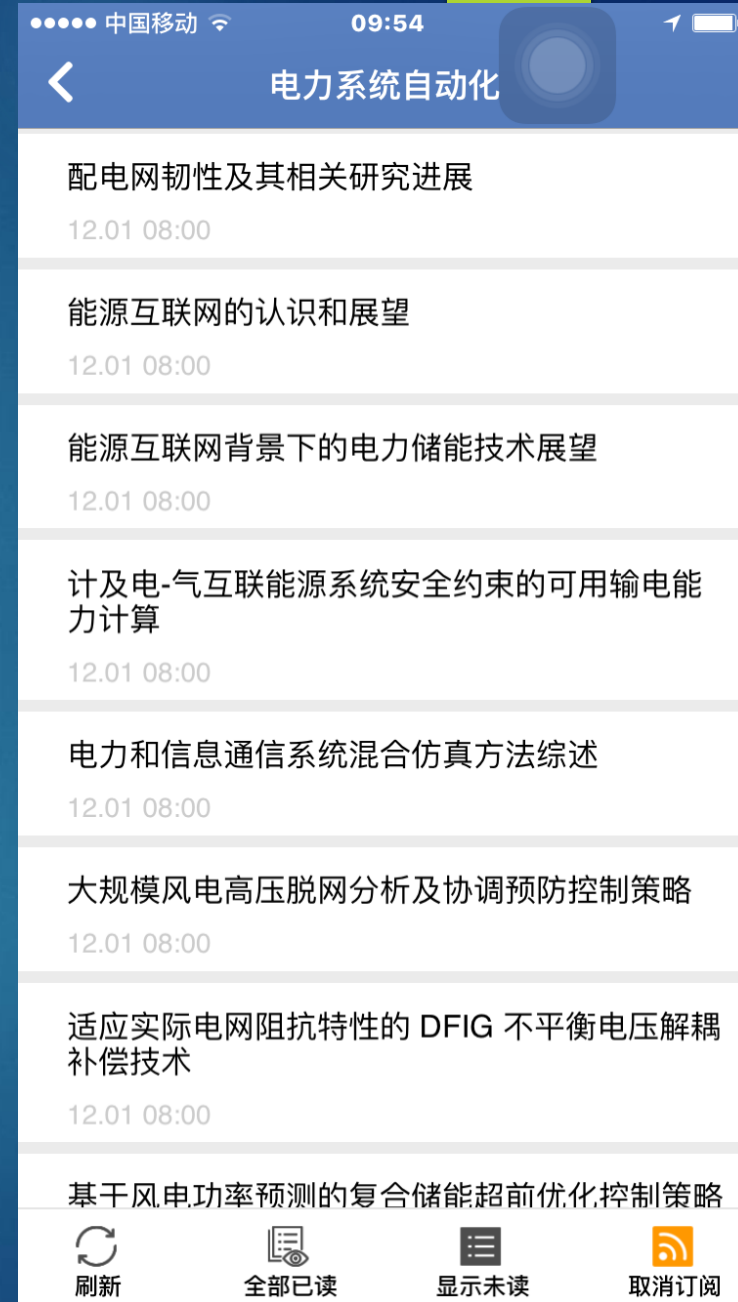 中国移动
09:54
电力系统自动化
配电网韧性及其相关研究进展
12.01 08:00
能源互联网的认识和展望
12.01 08:00
能源互联网背景下的电力储能技术展望
12.01 08:00
计及电-气互联能源系统安全约束的可用输电能
力计算
12.01 08:00
电力和信息通信系统混合仿真方法综述
12.01 08:00
大规模风电高压脱网分析及协调预防控制策略
12.01 08:00
适应实际电网阻抗特性的 DFIG 不平衡电压解耦
补偿技术
12.01 08:00
基于风电功率预测的复合储能超前优化控制策略
刷新 全部已读 显示未读 取消订阅